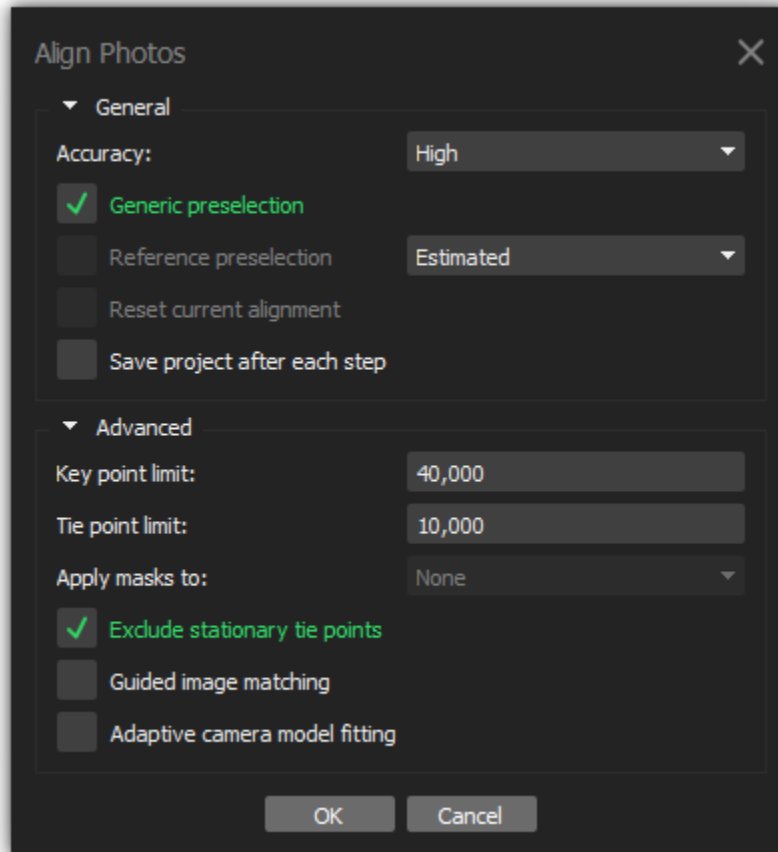 Align Photos
General
Accuracy: High
Generic preselection
Reference preselection Estimated
Reset current alignment
Save project after each step
Advanced
Key point limit: 40,000
Tie point limit: 10,000
Apply masks to: None
Exclude stationary tie points
Guided image matching
Adaptive camera model fitting
OK Cancel